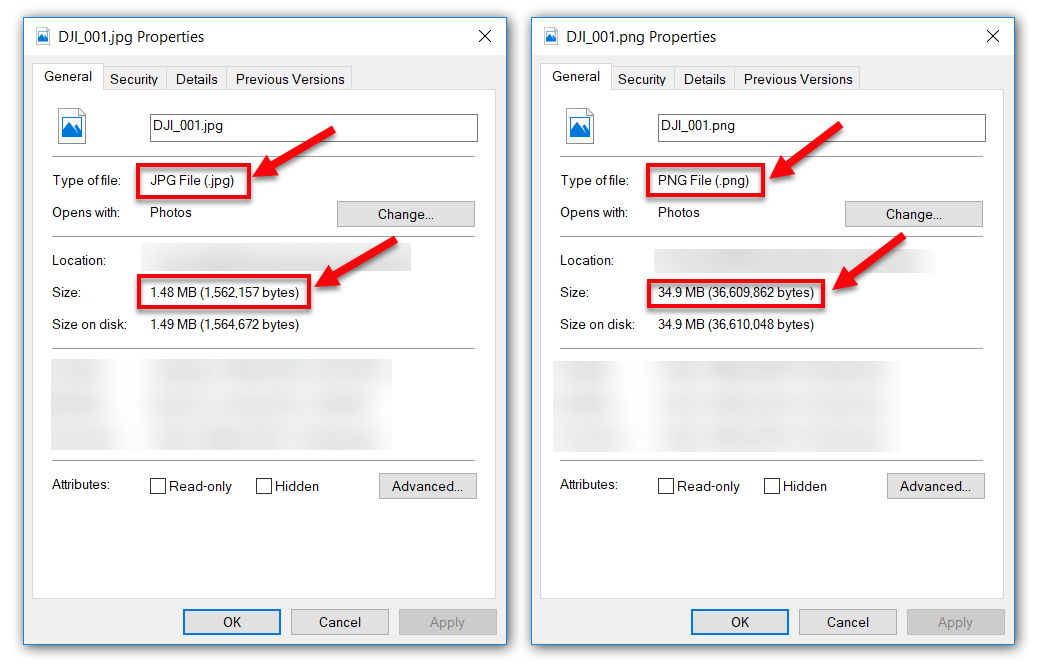 DJI_001.jpg Properties
General Security Details Previous Versions
DJI_001.jpg
Type of file: JPG File (.jpg)
Opens with: Photos Change...
Location:
Size: 1.48 MB (1,562,157 bytes)
Size on disk: 1.49 MB (1,564,672 bytes)
Attributes: Read-only Hidden Advanced...
OK Cancel Apply
DJI_001.png Properties
General Security Details Previous Versions
DJI_001.png
Type of file: PNG File (.png)
Opens with: Photos Change...
Location:
Size: 34.9 MB (36,609,862 bytes)
Size on disk: 34.9 MB (36,610,048 bytes)
Attributes: Read-only Hidden Advanced...
OK Cancel Apply